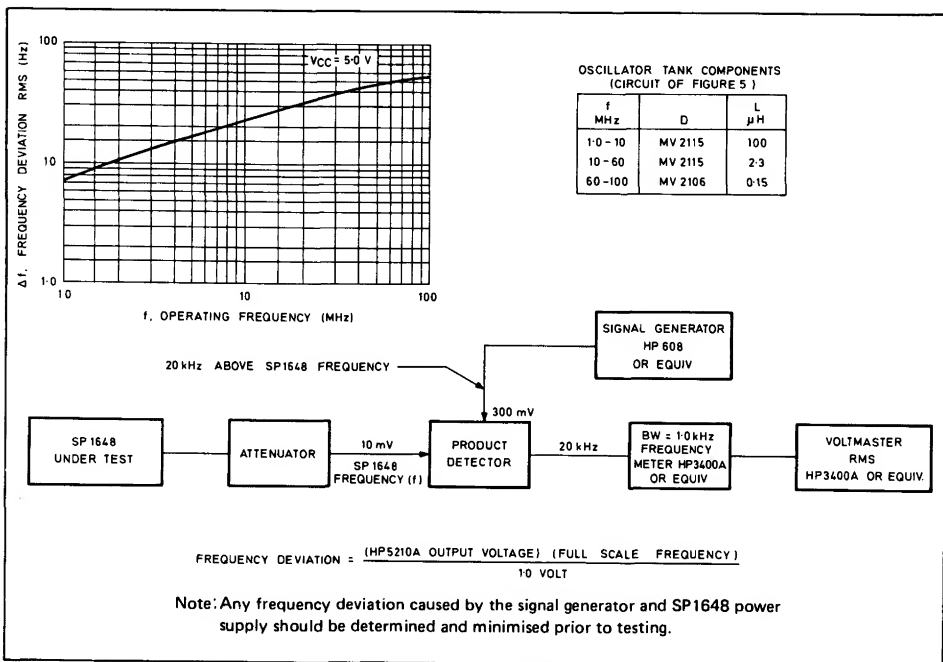 100
VCC = 5·0 V
10
1·0
Δf, FREQUENCY DEVIATION RMS (Hz)
1·0
10
100
f, OPERATING FREQUENCY (MHz)
OSCILLATOR TANK COMPONENTS
(CIRCUIT OF FIGURE 5)
f MHz D L μH
1·0-10 MV 2115 100
10-60 MV 2115 2·3
60-100 MV 2106 0·15
20 kHz ABOVE SP1648 FREQUENCY
SIGNAL GENERATOR
HP 608
OR EQUIV
300 mV
SP 1648
UNDER TEST
ATTENUATOR
10 mV
SP 1648
FREQUENCY (f)
PRODUCT
DETECTOR
20 kHz
BW = 1·0 kHz
FREQUENCY
METER HP3400A
OR EQUIV
VOLTMASTER
RMS
HP3400A OR EQUIV.
FREQUENCY DEVIATION = (HP5210A OUTPUT VOLTAGE) (FULL SCALE FREQUENCY)
1·0 VOLT
Note: Any frequency deviation caused by the signal generator and SP1648 power
supply should be determined and minimised prior to testing.